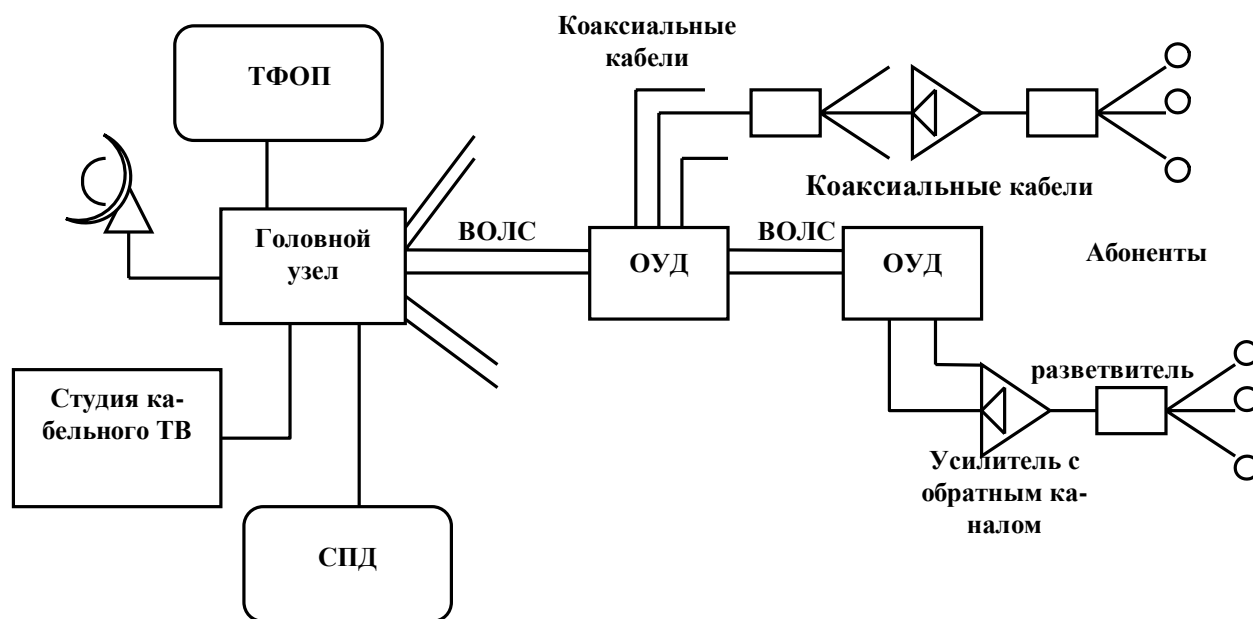 Коаксиальные
кабели
ТФОП
Коаксиальные кабели
Головной
узел
ВОЛС
ОУД
ВОЛС
ОУД
Абоненты
разветвитель
Студия ка-
бельного ТВ
Усилитель с
обратным ка-
налом
СПД